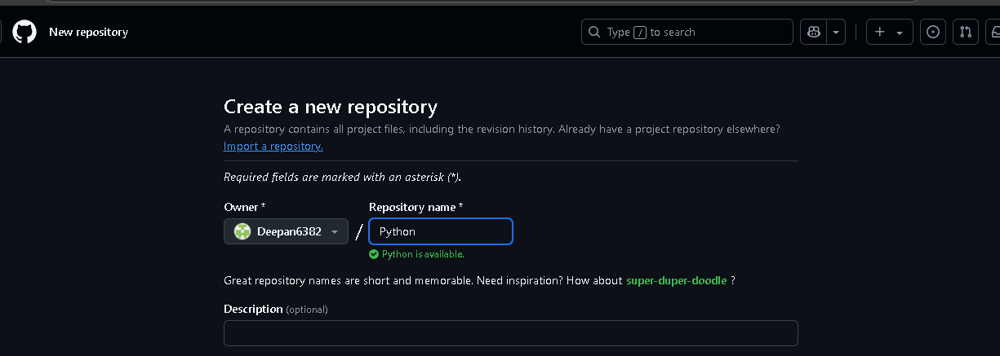 New repository
Type / to search
Create a new repository
A repository contains all project files, including the revision history. Already have a project repository elsewhere?
Import a repository.
Required fields are marked with an asterisk (*).
Owner * Repository name *
Deepan6382 / Python
Python is available.
Great repository names are short and memorable. Need inspiration? How about super-duper-doodle ?
Description (optional)